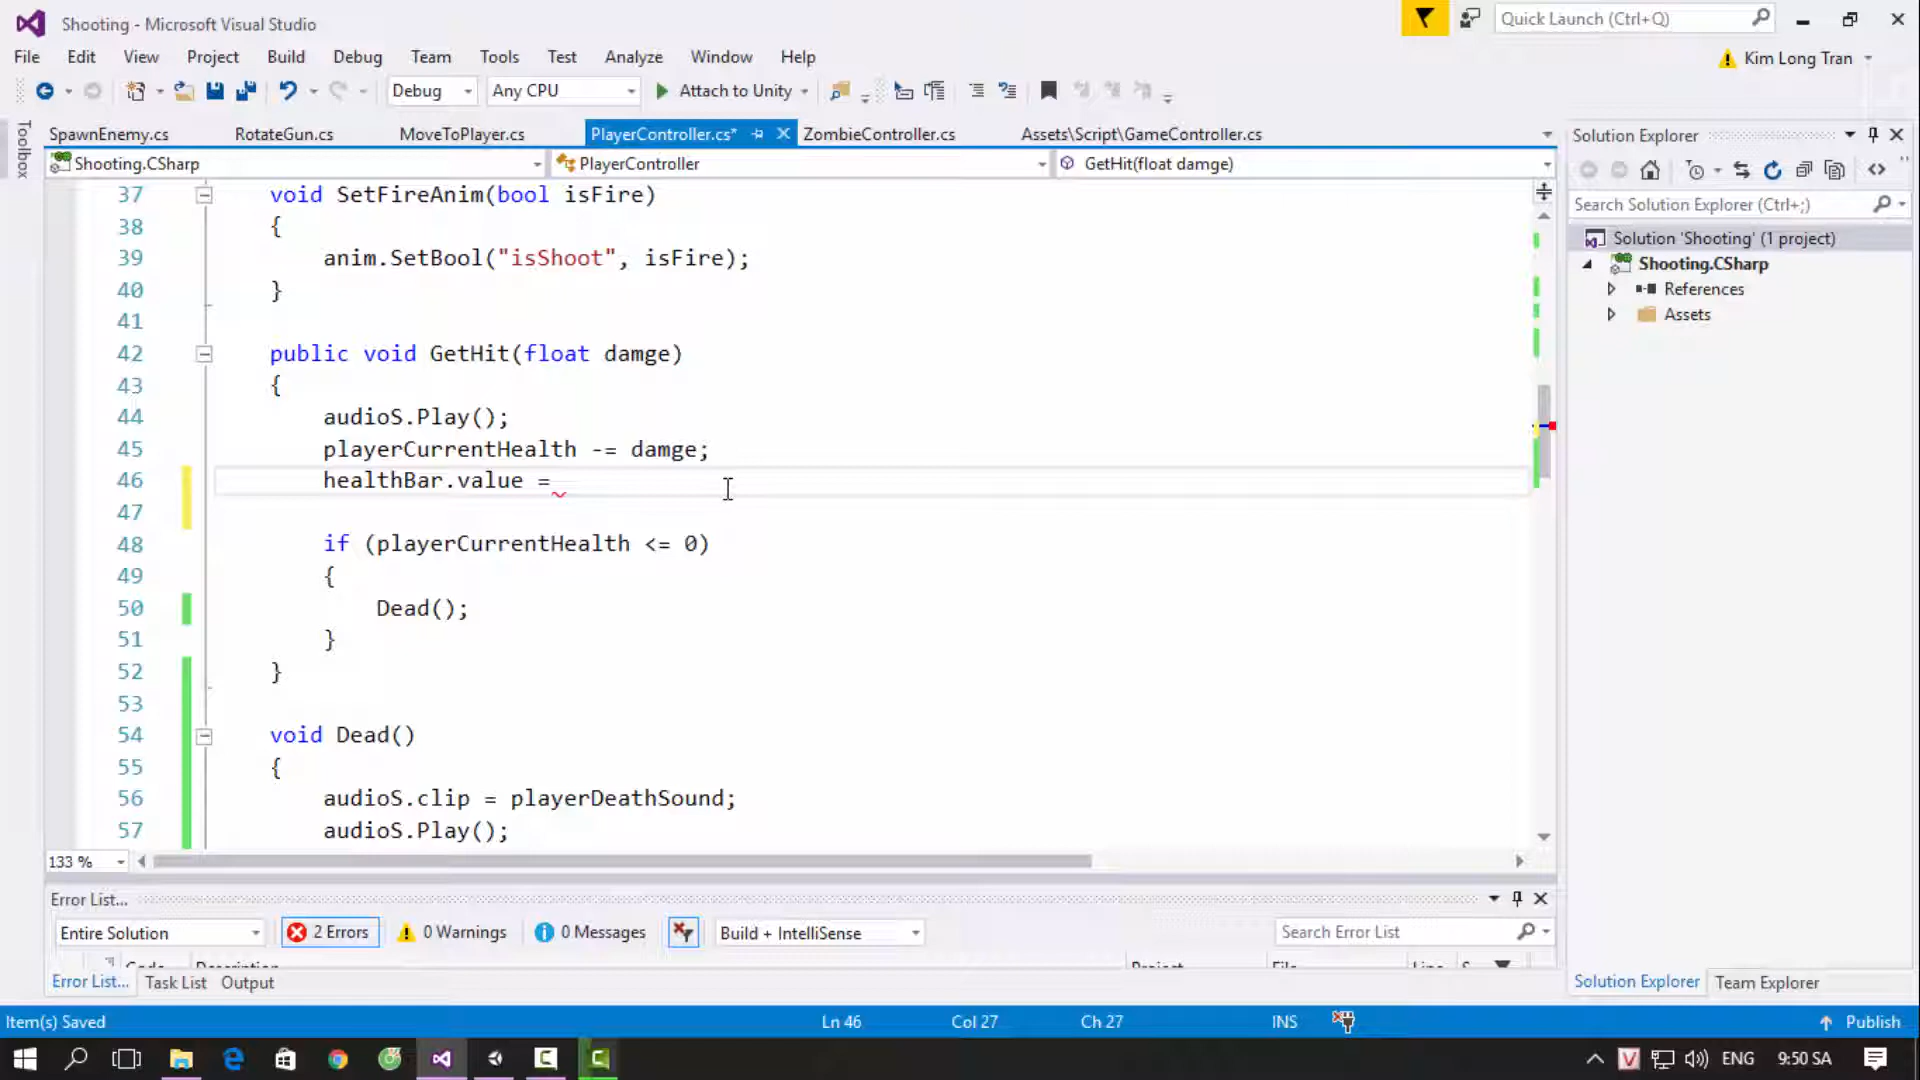 Shooting - Microsoft Visual Studio
Quick Launch (Ctrl+Q)
File Edit View Project Build Debug Team Tools Test Analyze Window Help
Kim Long Tran
Debug Any CPU Attach to Unity
Toolbox
SpawnEnemy.cs RotateGun.cs MoveToPlayer.cs PlayerController.cs* ZombieController.cs Assets\Script\GameController.cs
Shooting.CSharp PlayerController GetHit(float damge)
37 void SetFireAnim(bool isFire)
38 {
39 anim.SetBool("isShoot", isFire);
40 }
41
42 public void GetHit(float damge)
43 {
44 audioS.Play();
45 playerCurrentHealth -= damge;
46 healthBar.value =
47
48 if (playerCurrentHealth <= 0)
49 {
50 Dead();
51 }
52 }
53
54 void Dead()
55 {
56 audioS.clip = playerDeathSound;
57 audioS.Play();
133 %
Solution Explorer
Search Solution Explorer (Ctrl+;)
Solution 'Shooting' (1 project)
Shooting.CSharp
References
Assets
Error List...
Entire Solution 2 Errors 0 Warnings 0 Messages Build + IntelliSense Search Error List
Code Description Project File Line
Error List... Task List Output
Solution Explorer Team Explorer
Item(s) Saved Ln 46 Col 27 Ch 27 INS Publish
ENG 9:50 SA